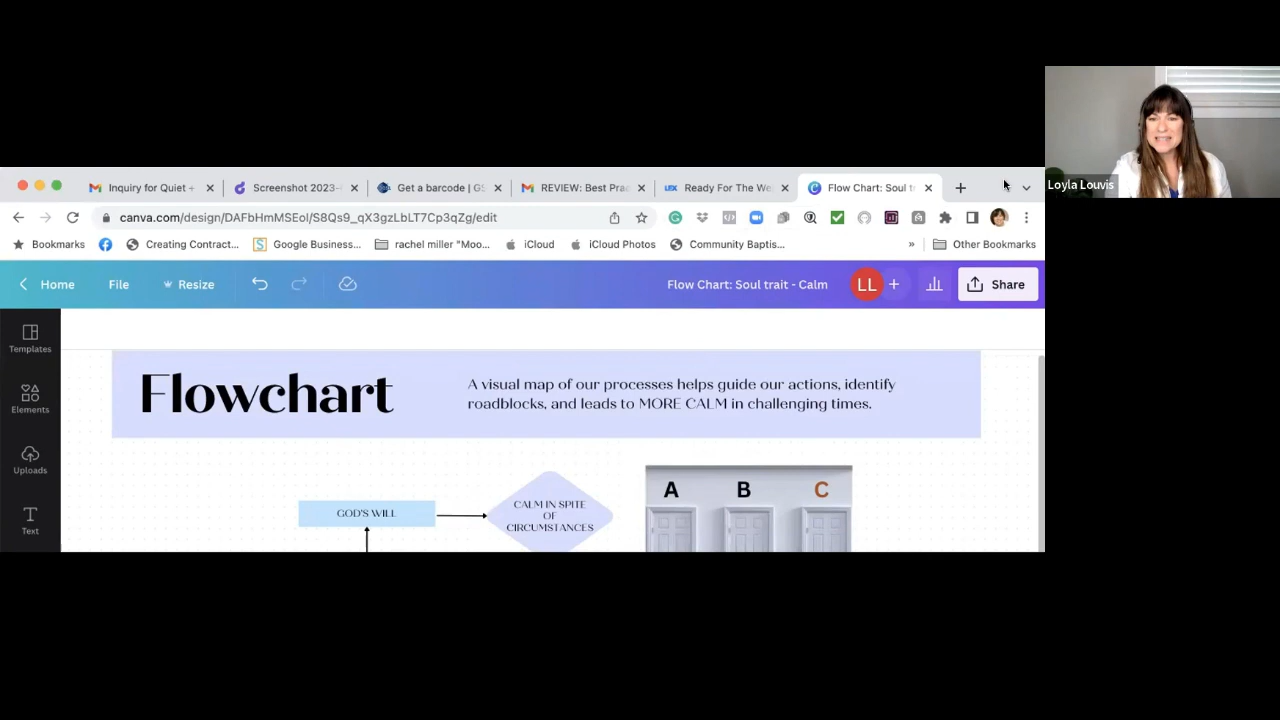 Loyla Louvis
Inquiry for Quiet +
Screenshot 2023-
Get a barcode | GS
REVIEW: Best Prac
Ready For The We
Flow Chart: Soul tr
canva.com/design/DAFbHmMSEoI/S8Qs9_qX3gzLbLT7Cp3qZg/edit
Bookmarks
Creating Contract...
Google Business...
rachel miller "Moo...
iCloud
iCloud Photos
Community Baptis...
»
Other Bookmarks
Home
File
Resize
Flow Chart: Soul trait - Calm
LL
+
Share
Templates
Elements
Uploads
Text
Flowchart
A visual map of our processes helps guide our actions, identify
roadblocks, and leads to MORE CALM in challenging times.
GOD'S WILL
CALM IN SPITE
OF
CIRCUMSTANCES
A B C